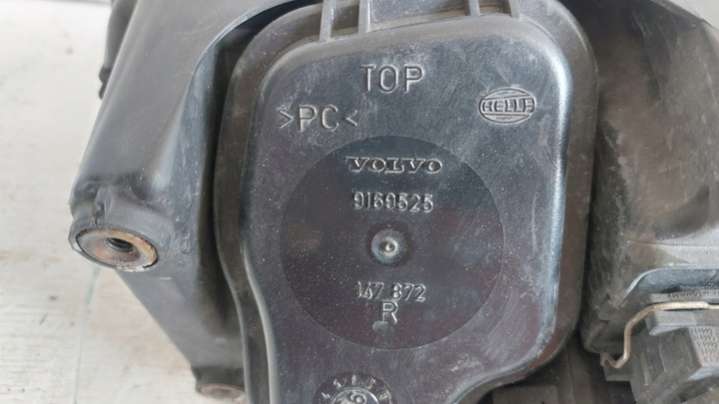 TOP
HELLA
>PC<
VOLVO
9169525
147 872
R